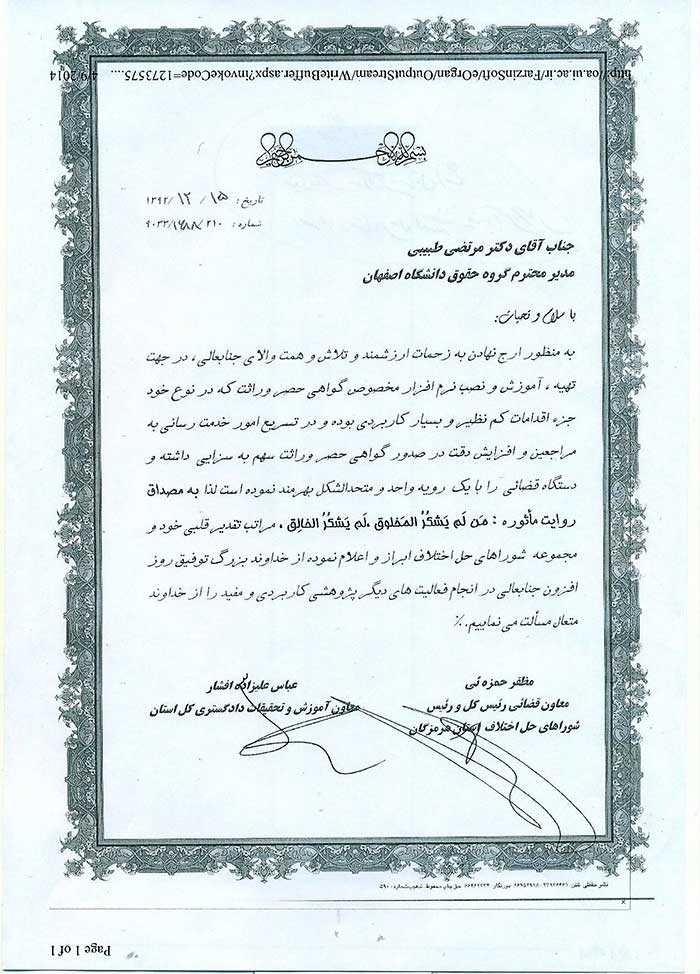 http://oa.ui.ac.ir/FarzinSoft/eOrgan/OutputStream/WriteBuffer.aspx?invokeCode=1273575.... 4/9/2014
بسم الله الرحمن الرحیم
تاریخ: ۱۳۹۲/۱۲/۱۵
شماره: ۲۱۰
جناب آقای دکتر مرتضی طبیبی
مدیر محترم گروه حقوق دانشگاه اصفهان
با سلام و تحیات:
به منظور ارج نهادن به زحمات ارزشمند و تلاش و همت والای جنابعالی، در جهت
تهیه ، آموزش و نصب نرم افزار مخصوص گواهی حصر وراثت که در نوع خود
جزء اقدامات کم نظیر و بسیار کاربردی بوده و در تسریع امور خدمت رسانی به
مراجعین و افزایش دقت در صدور گواهی حصر وراثت سهم به سزایی داشته و
دستگاه قضائی را با یک رویه واحد و متحدالشکل بهرمند نموده است لذا به مصداق
روایت مأثوره : مَن لَم یَشکُرُ المَخلوق ،لَم یَشکُرُ الخالِق ، مراتب تقدیر قلبی خود و
مجموعه شوراهای حل اختلاف ابراز و اعلام نموده از خداوند بزرگ توفیق روز
افزون جنابعالی در انجام فعالیت های دیگر پژوهشی کاربردی و مفید را از خداوند
متعال مسألت می نماییم.٪
مظفر حمزه ئی
معاون قضائی رئیس کل و رئیس
شوراهای حل اختلاف استان هرمزگان
عباس علیزاده افشار
معاون آموزش و تحقیقات دادگستری کل استان
Page 1 of 1